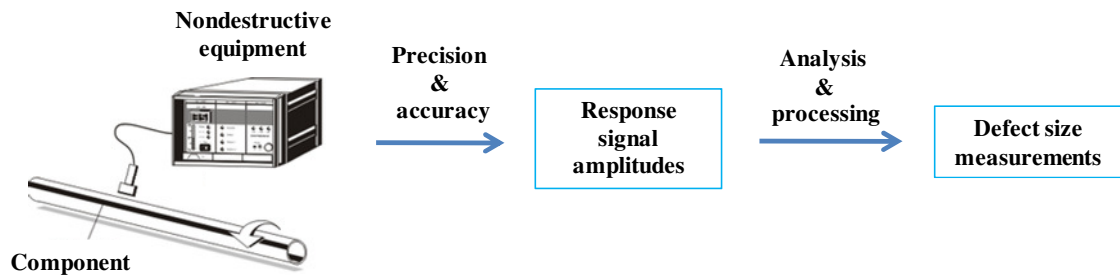 Nondestructive
equipment
Precision
&
accuracy
Response
signal
amplitudes
Analysis
&
processing
Defect size
measurements
Component